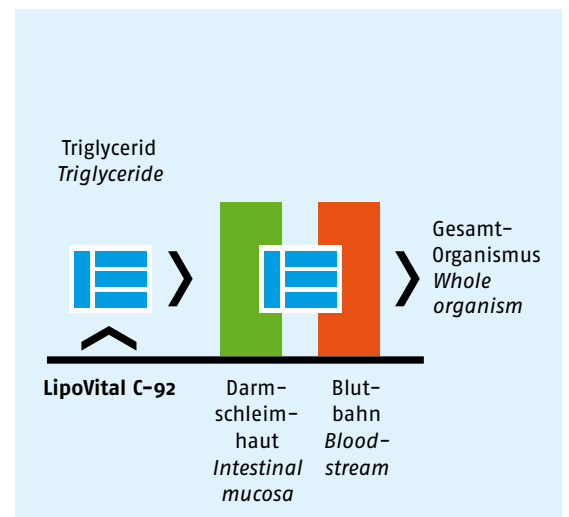 Triglycerid
Triglyceride
Gesamt-
Organismus
Whole
organism
LipoVital C-92
Darm-
schleim-
haut
Intestinal
mucosa
Blut-
bahn
Blood-
stream